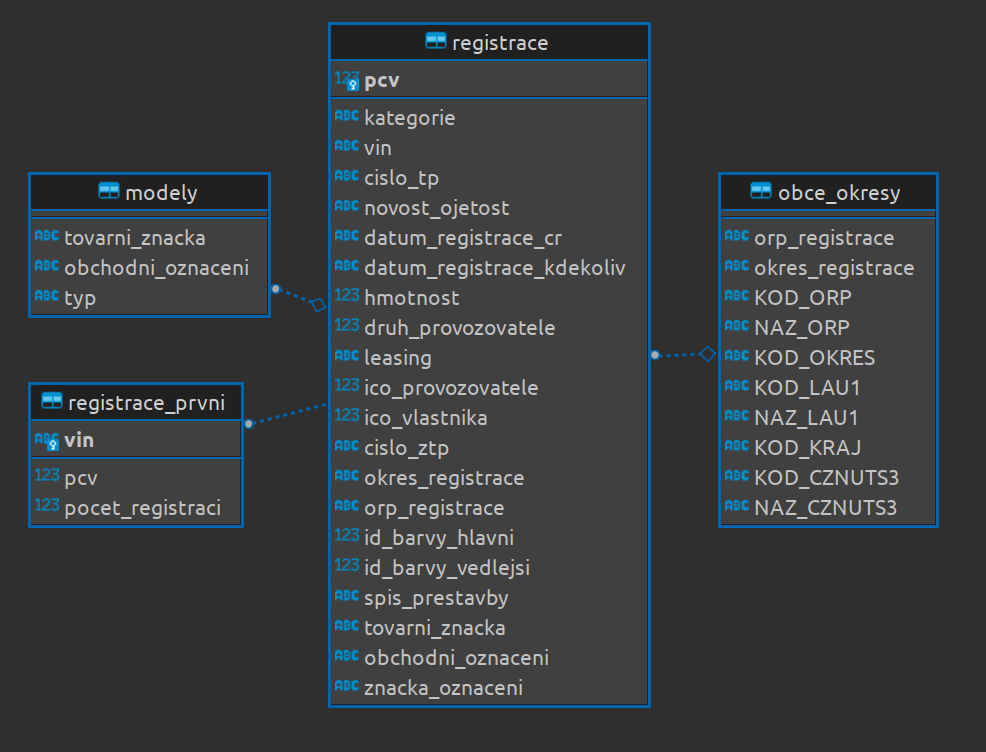 registrace
123 pcv
ABC kategorie
ABC vin
ABC cislo_tp
ABC novost_ojetost
ABC datum_registrace_cr
ABC datum_registrace_kdekoliv
123 hmotnost
123 druh_provozovatele
ABC leasing
123 ico_provozovatele
123 ico_vlastnika
ABC cislo_ztp
ABC okres_registrace
ABC orp_registrace
123 id_barvy_hlavni
123 id_barvy_vedlejsi
ABC spis_prestavby
ABC tovarni_znacka
ABC obchodni_oznaceni
ABC znacka_oznaceni
modely
ABC tovarni_znacka
ABC obchodni_oznaceni
ABC typ
registrace_prvni
ABC vin
123 pcv
123 pocet_registraci
obce_okresy
ABC orp_registrace
ABC okres_registrace
ABC KOD_ORP
ABC NAZ_ORP
ABC KOD_OKRES
ABC KOD_LAU1
ABC NAZ_LAU1
ABC KOD_KRAJ
ABC KOD_CZNUTS3
ABC NAZ_CZNUTS3